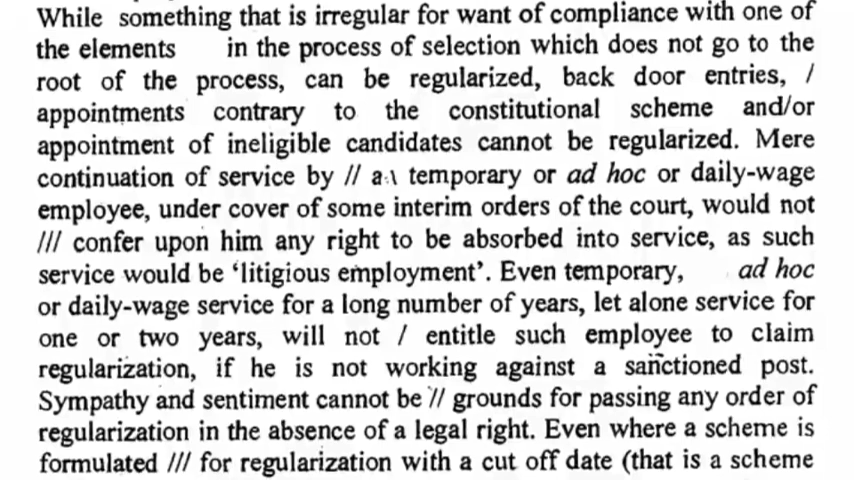 While something that is irregular for want of compliance with one of
the elements in the process of selection which does not go to the
root of the process, can be regularized, back door entries, /
appointments contrary to the constitutional scheme and/or
appointment of ineligible candidates cannot be regularized. Mere
continuation of service by // a temporary or ad hoc or daily-wage
employee, under cover of some interim orders of the court, would not
/// confer upon him any right to be absorbed into service, as such
service would be ‘litigious employment’. Even temporary, ad hoc
or daily-wage service for a long number of years, let alone service for
one or two years, will not / entitle such employee to claim
regularization, if he is not working against a sanctioned post.
Sympathy and sentiment cannot be // grounds for passing any order of
regularization in the absence of a legal right. Even where a scheme is
formulated /// for regularization with a cut off date (that is a scheme